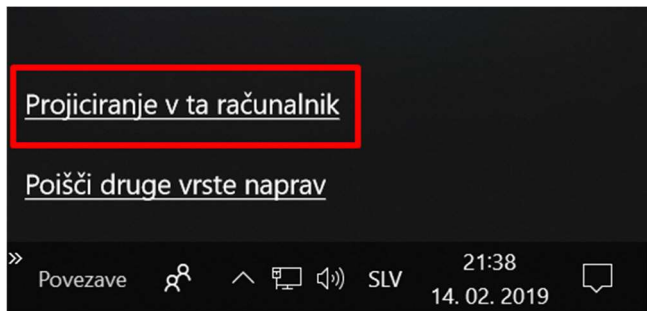 Projiciranje v ta računalnik
Poišči druge vrste naprav
» Povezave SLV 21:38
14. 02. 2019